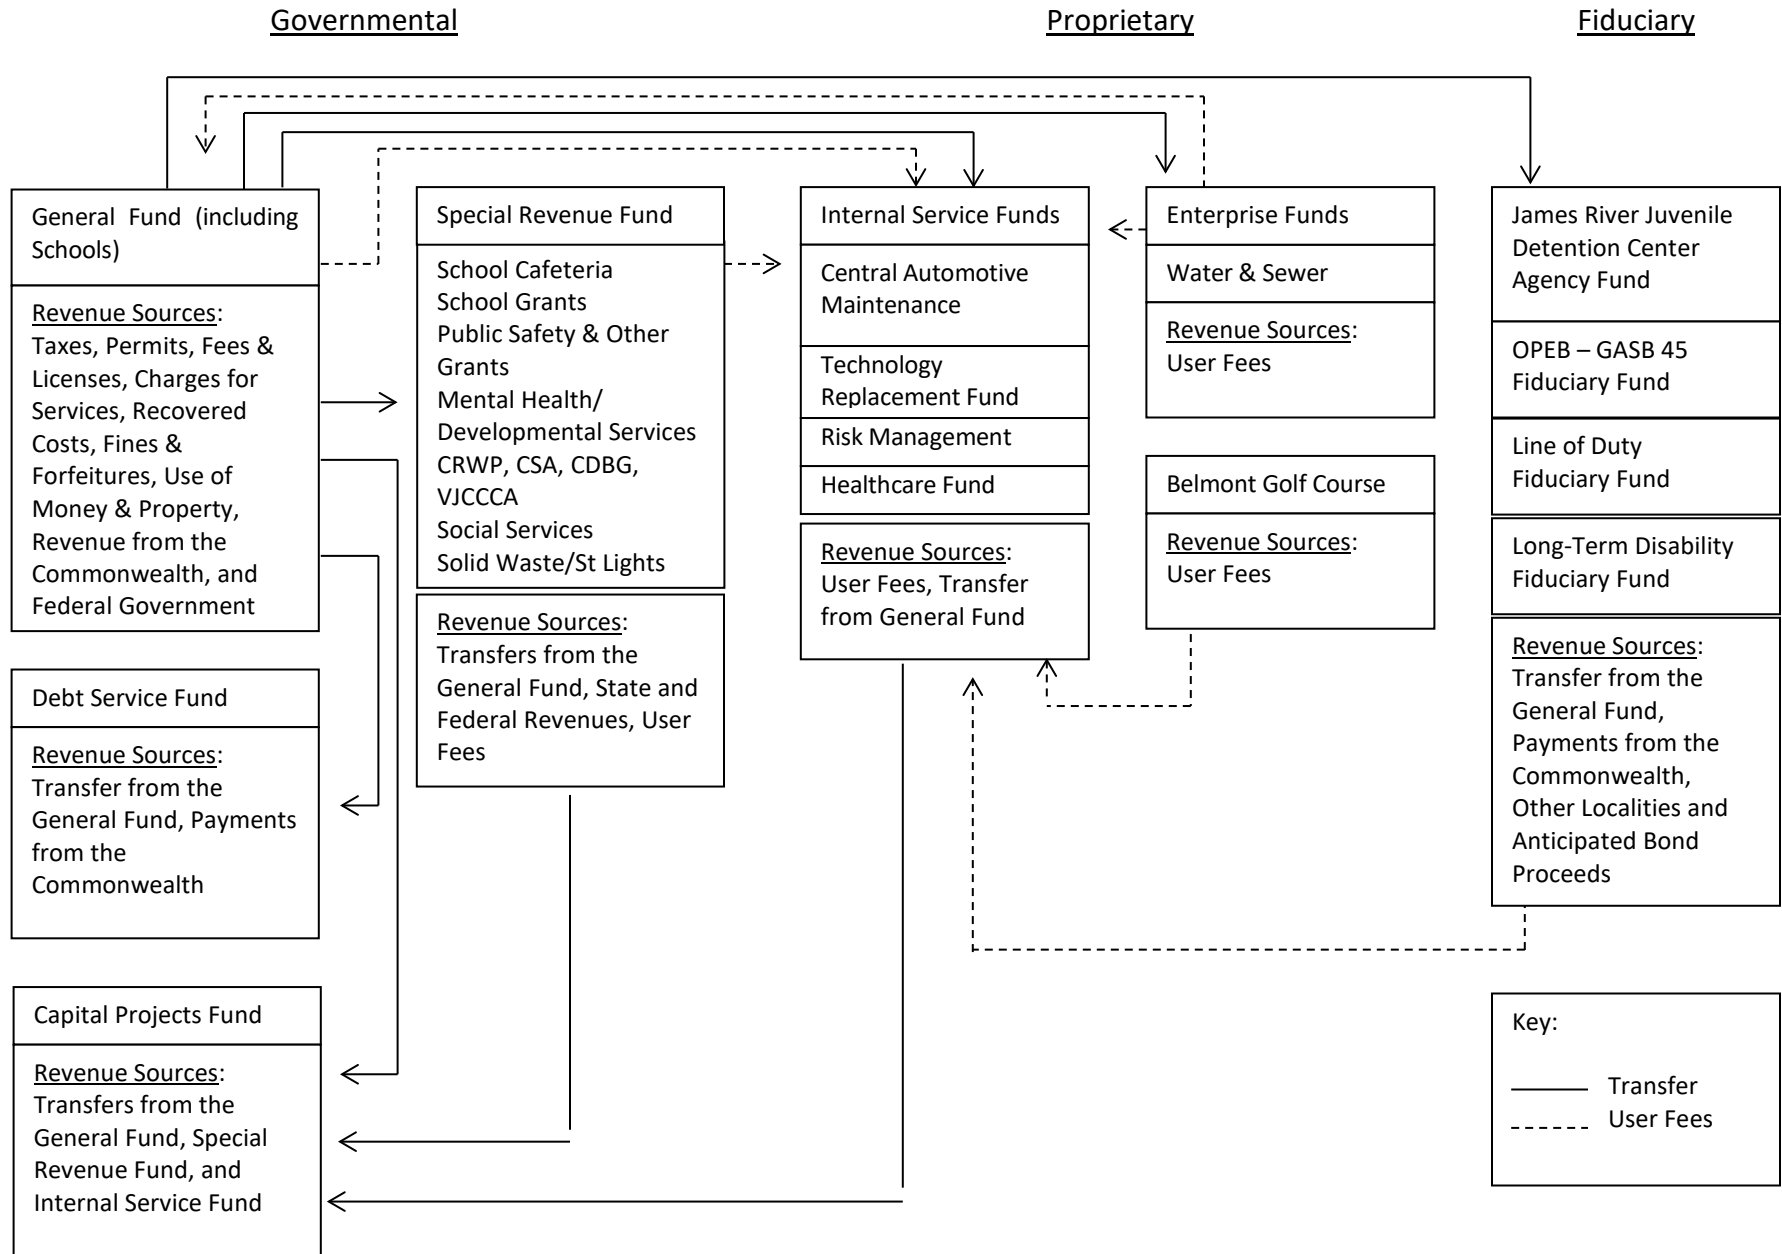 Governmental
Proprietary
Fiduciary
General Fund (including
Schools)
Revenue Sources:
Taxes, Permits, Fees &
Licenses, Charges for
Services, Recovered
Costs, Fines &
Forfeitures, Use of
Money & Property,
Revenue from the
Commonwealth, and
Federal Government
Debt Service Fund
Revenue Sources:
Transfer from the
General Fund, Payments
from the
Commonwealth
Capital Projects Fund
Revenue Sources:
Transfers from the
General Fund, Special
Revenue Fund, and
Internal Service Fund
Special Revenue Fund
School Cafeteria
School Grants
Public Safety & Other
Grants
Mental Health/
Developmental Services
CRWP, CSA, CDBG,
VJCCCA
Social Services
Solid Waste/St Lights
Revenue Sources:
Transfers from the
General Fund, State and
Federal Revenues, User
Fees
Internal Service Funds
Central Automotive
Maintenance
Technology
Replacement Fund
Risk Management
Healthcare Fund
Revenue Sources:
User Fees, Transfer
from General Fund
Enterprise Funds
Water & Sewer
Revenue Sources:
User Fees
Belmont Golf Course
Revenue Sources:
User Fees
James River Juvenile
Detention Center
Agency Fund
OPEB – GASB 45
Fiduciary Fund
Line of Duty
Fiduciary Fund
Long-Term Disability
Fiduciary Fund
Revenue Sources:
Transfer from the
General Fund,
Payments from the
Commonwealth,
Other Localities and
Anticipated Bond
Proceeds
Key:
Transfer
User Fees